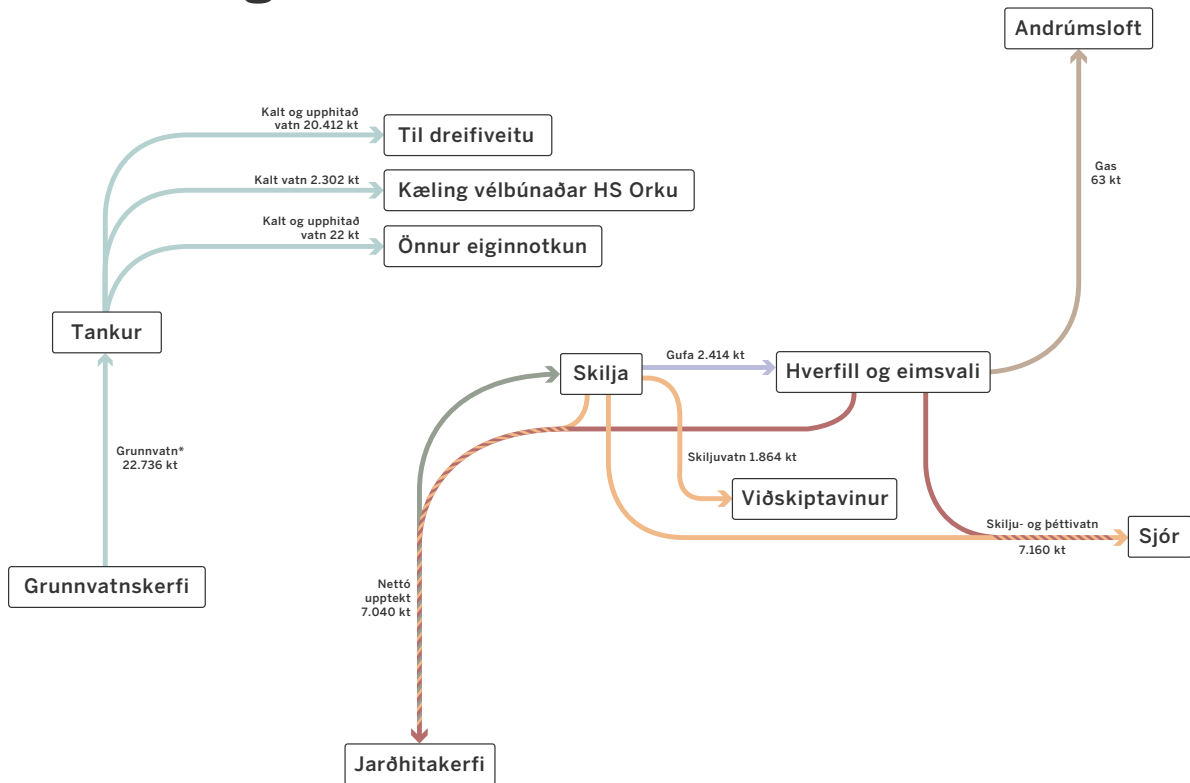 Andrúmsloft
Kalt og upphitað
vatn 20.412 kt
Til dreifiveitu
Gas
63 kt
Kalt vatn 2.302 kt
Kæling vélbúnaðar HS Orku
Kalt og upphitað
vatn 22 kt
Önnur eiginnotkun
Tankur
Gufa 2.414 kt
Skilja
Hverfill og eimsvali
Grunnvatn*
22.736 kt
Skiljuvatn 1.864 kt
Viðskiptavinur
Skilju- og þéttivatn
7.160 kt
Sjór
Grunnvatnskerfi
Nettó
upptekt
7.040 kt
Jarðhitakerfi